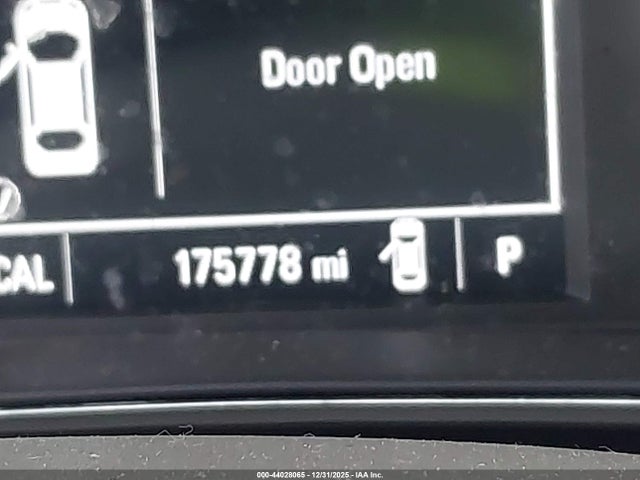 Door Open
CAL 175778 mi P
000-44028065 - 12/31/2025 - IAA Inc.